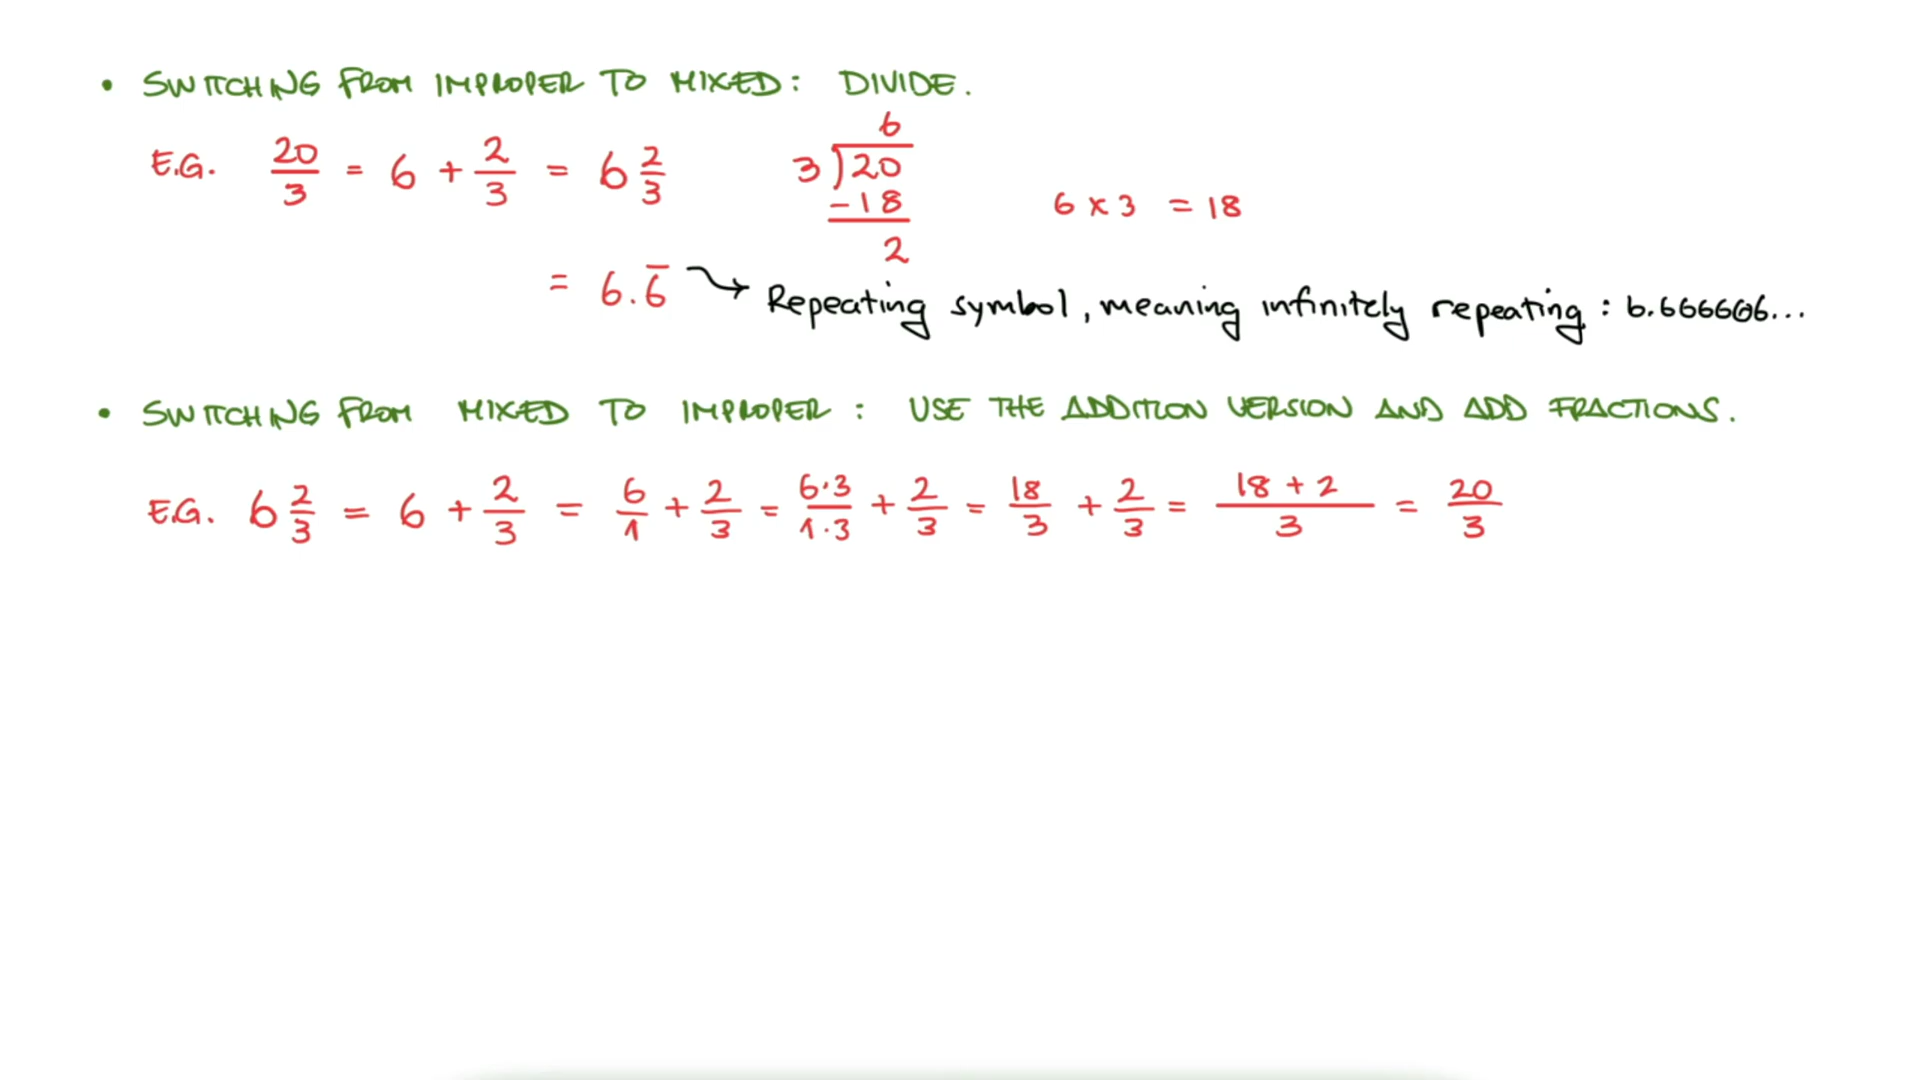 • SWITCHING FROM IMPROPER TO MIXED: DIVIDE.
E.G. 20/3 = 6 + 2/3 = 6 2/3
6
3)20
-18
2
6 x 3 = 18
= 6.6̅ → Repeating symbol, meaning infinitely repeating: 6.666666...
• SWITCHING FROM MIXED TO IMPROPER: USE THE ADDITION VERSION AND ADD FRACTIONS.
E.G. 6 2/3 = 6 + 2/3 = 6/1 + 2/3 = 6·3/1·3 + 2/3 = 18/3 + 2/3 = 18+2/3 = 20/3